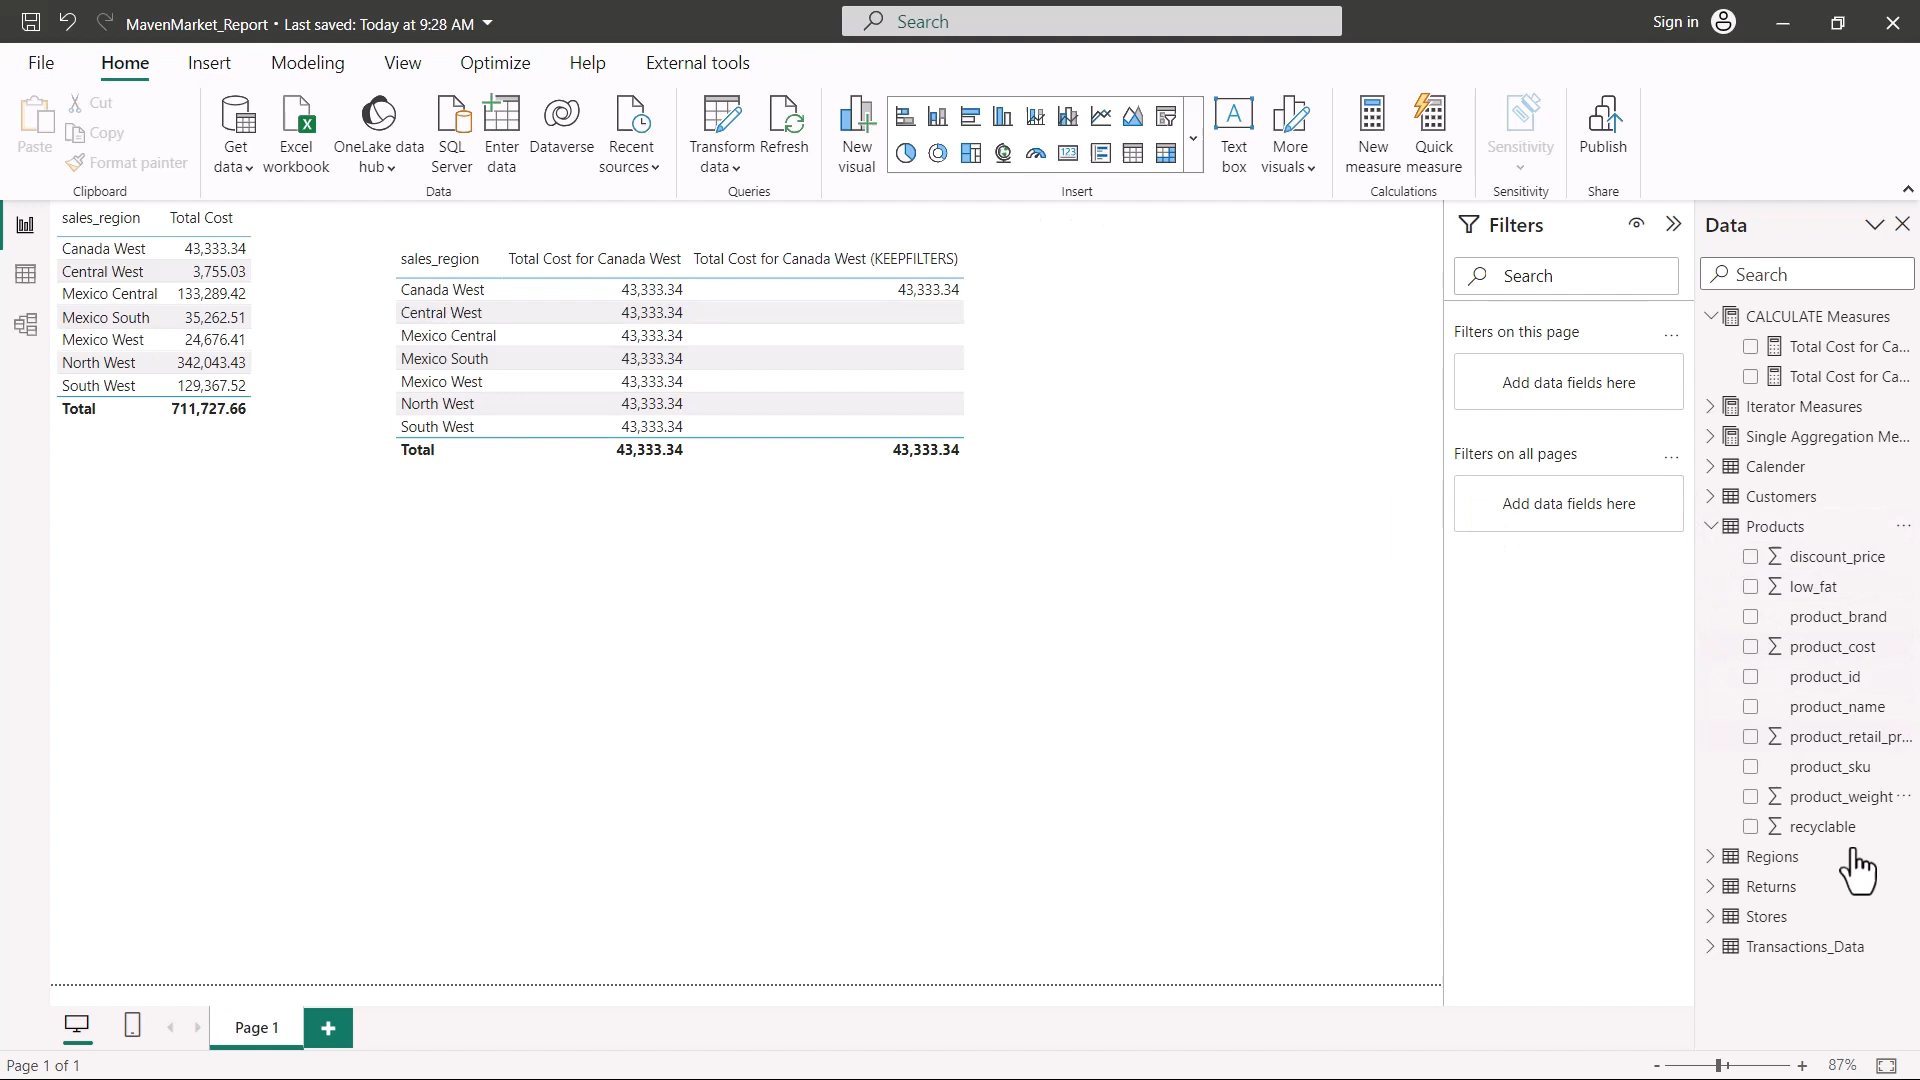 MavenMarket_Report • Last saved: Today at 9:28 AM
Search
Sign in
File Home Insert Modeling View Optimize Help External tools
Paste
Cut
Copy
Format painter
Clipboard
Get data
Excel workbook
OneLake data hub
SQL Server
Enter data
Dataverse
Recent sources
Data
Transform data
Refresh
Queries
New visual
A
Text box
More visuals
Insert
New measure
Quick measure
Calculations
Sensitivity
Sensitivity
Publish
Share
sales_region Total Cost
Canada West 43,333.34
Central West 3,755.03
Mexico Central 133,289.42
Mexico South 35,262.51
Mexico West 24,676.41
North West 342,043.43
South West 129,367.52
Total 711,727.66
sales_region Total Cost for Canada West Total Cost for Canada West (KEEPFILTERS)
Canada West 43,333.34 43,333.34
Central West 43,333.34
Mexico Central 43,333.34
Mexico South 43,333.34
Mexico West 43,333.34
North West 43,333.34
South West 43,333.34
Total 43,333.34 43,333.34
Filters
Search
Filters on this page ...
Add data fields here
Filters on all pages ...
Add data fields here
Data
Search
CALCULATE Measures
Total Cost for Ca...
Total Cost for Ca...
Iterator Measures
Single Aggregation Me...
Calender
Customers
Products ...
discount_price
low_fat
product_brand
product_cost
product_id
product_name
product_retail_pr...
product_sku
product_weight ...
recyclable
Regions
Returns
Stores
Transactions_Data
Page 1
Page 1 of 1
- + 87%